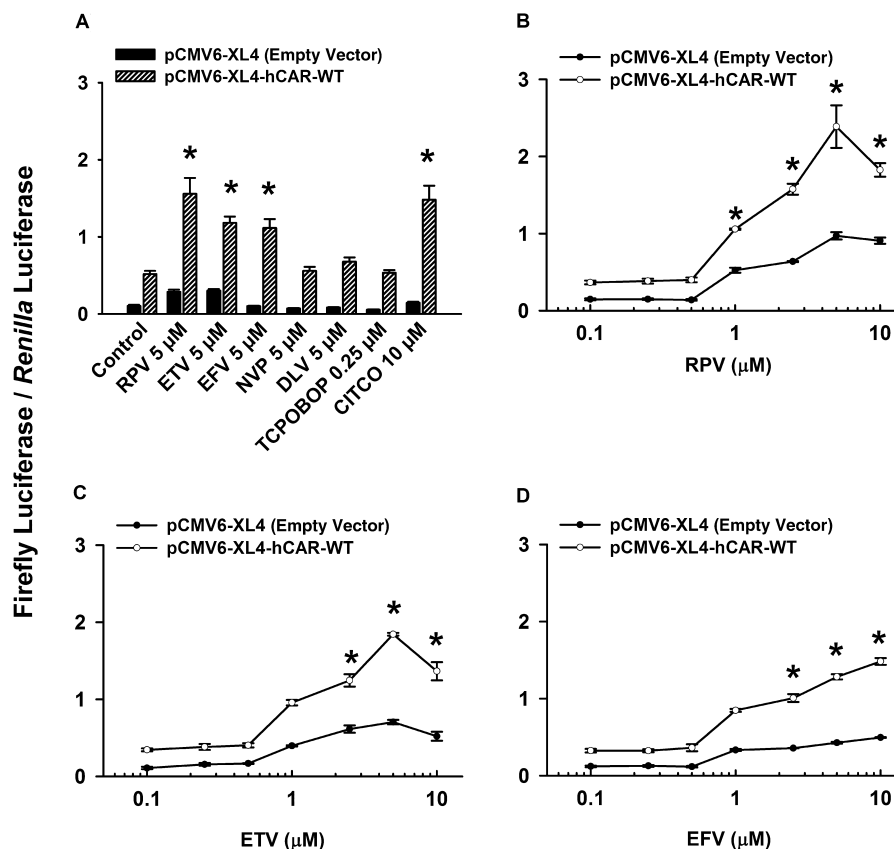 Firefly Luciferase / Renilla Luciferase
A
pCMV6-XL4 (Empty Vector)
pCMV6-XL4-hCAR-WT
3
2
1
0
*
*
*
*
Control
RPV 5 μM
ETV 5 μM
EFV 5 μM
NVP 5 μM
DLV 5 μM
TCPOBOP 0.25 μM
CITCO 10 μM
B
pCMV6-XL4 (Empty Vector)
pCMV6-XL4-hCAR-WT
3
2
1
0
*
*
*
*
0.1
1
10
RPV (μM)
C
pCMV6-XL4 (Empty Vector)
pCMV6-XL4-hCAR-WT
3
2
1
0
*
*
*
0.1
1
10
ETV (μM)
D
pCMV6-XL4 (Empty Vector)
pCMV6-XL4-hCAR-WT
3
2
1
0
*
*
*
0.1
1
10
EFV (μM)